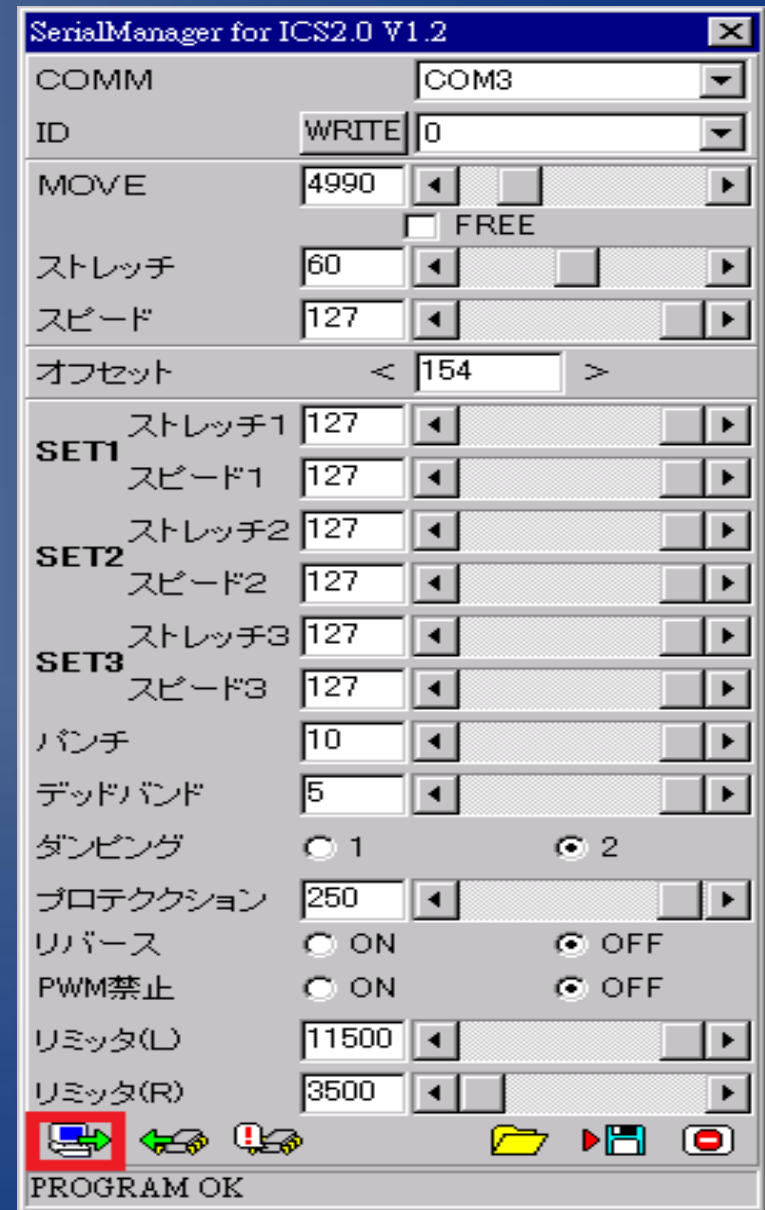 SerialManager for ICS2.0 V1.2
COMM COM3
ID WRITE 0
MOVE 4990
FREE
ストレッチ 60
スピード 127
オフセット < 154 >
ストレッチ1 127
SET1
スピード1 127
ストレッチ2 127
SET2
スピード2 127
ストレッチ3 127
SET3
スピード3 127
パンチ 10
デッドバンド 5
ダンピング 1 2
プロテククション 250
リバース ON OFF
PWM禁止 ON OFF
リミッタ(L) 11500
リミッタ(R) 3500
PROGRAM OK